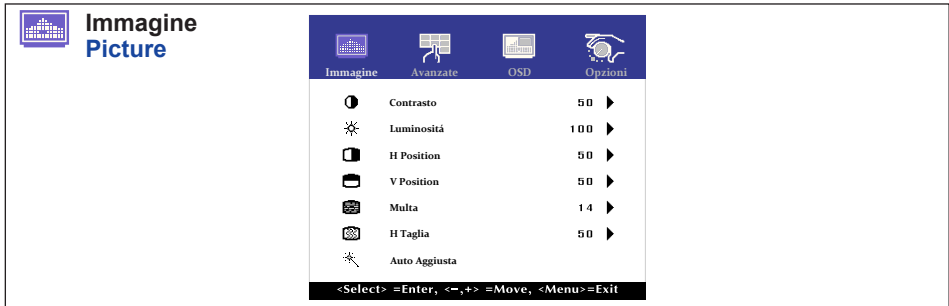 Immagine
Picture
Immagine Avanzate OSD Opzioni
Contrasto 50
Luminositá 100
H Position 50
V Position 50
Multa 14
H Taglia 50
Auto Aggiusta
<Select> =Enter, <−,+> =Move, <Menu>=Exit